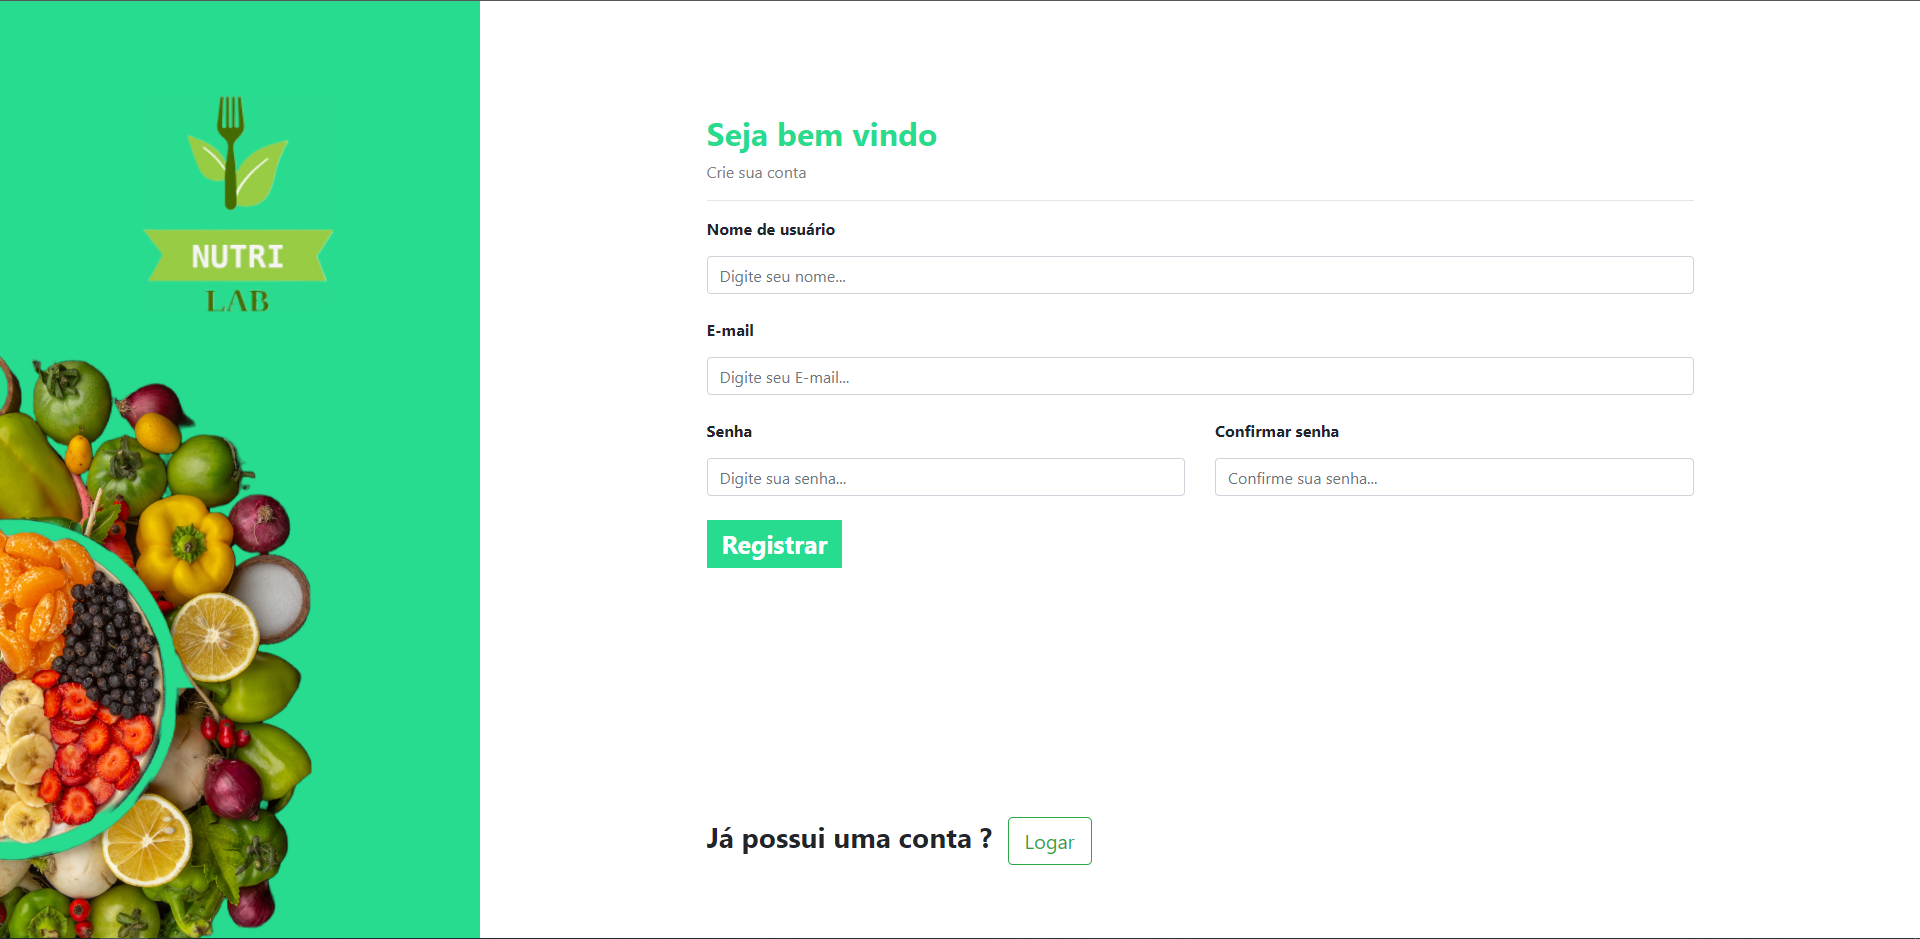 NUTRI
LAB
Seja bem vindo
Crie sua conta
Nome de usuário
Digite seu nome...
E-mail
Digite seu E-mail...
Senha
Confirmar senha
Digite sua senha...
Confirme sua senha...
Registrar
Já possui uma conta ?
Logar